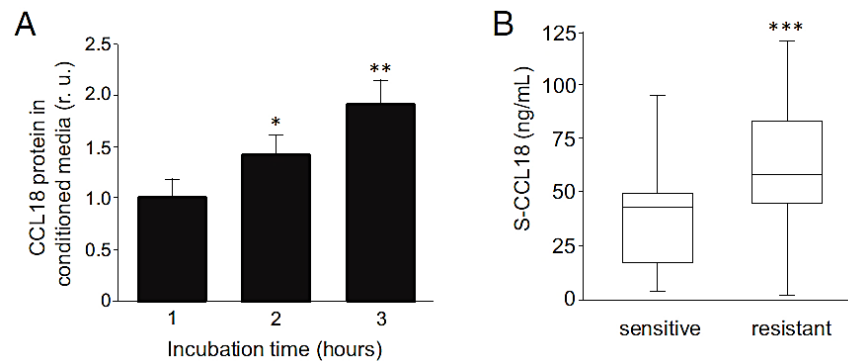 A
CCL18 protein in
conditioned media (r. u.)
2.5
2.0
1.5
1.0
0.5
0
*
**
1 2 3
Incubation time (hours)
B
S-CCL18 (ng/mL)
125
100
75
50
25
0
***
sensitive resistant